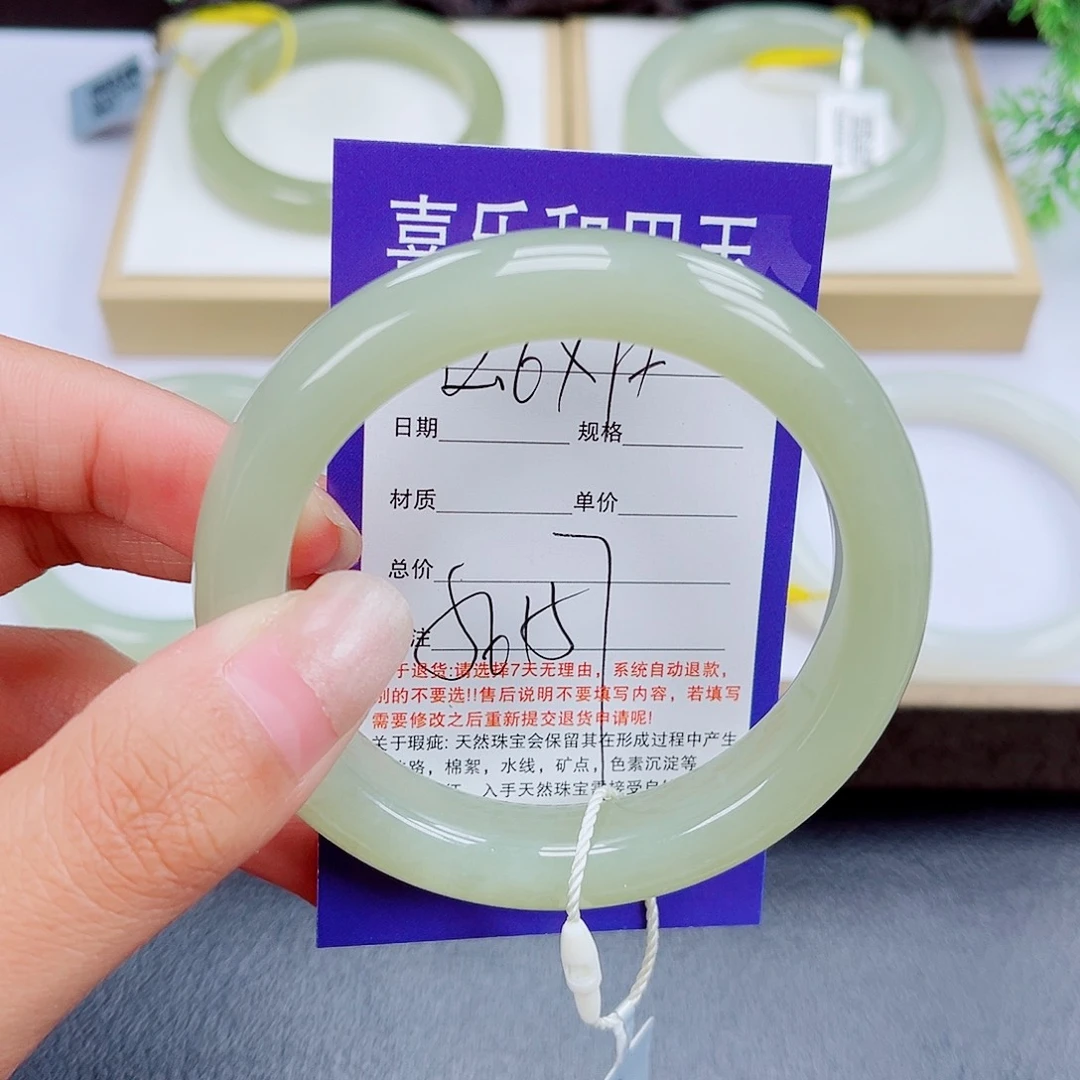 喜乐和田玉
日期 规格
材质 单价
总价
注
于退货:请选择7天无理由，系统自动退款，
别的不要选!!售后说明不要填写内容，若填写
需要修改之后重新提交退货申请呢!
关于瑕疵: 天然珠宝会保留其在形成过程中产生
路，棉絮，水线，矿点，色素沉淀等
入手天然珠宝需接受自